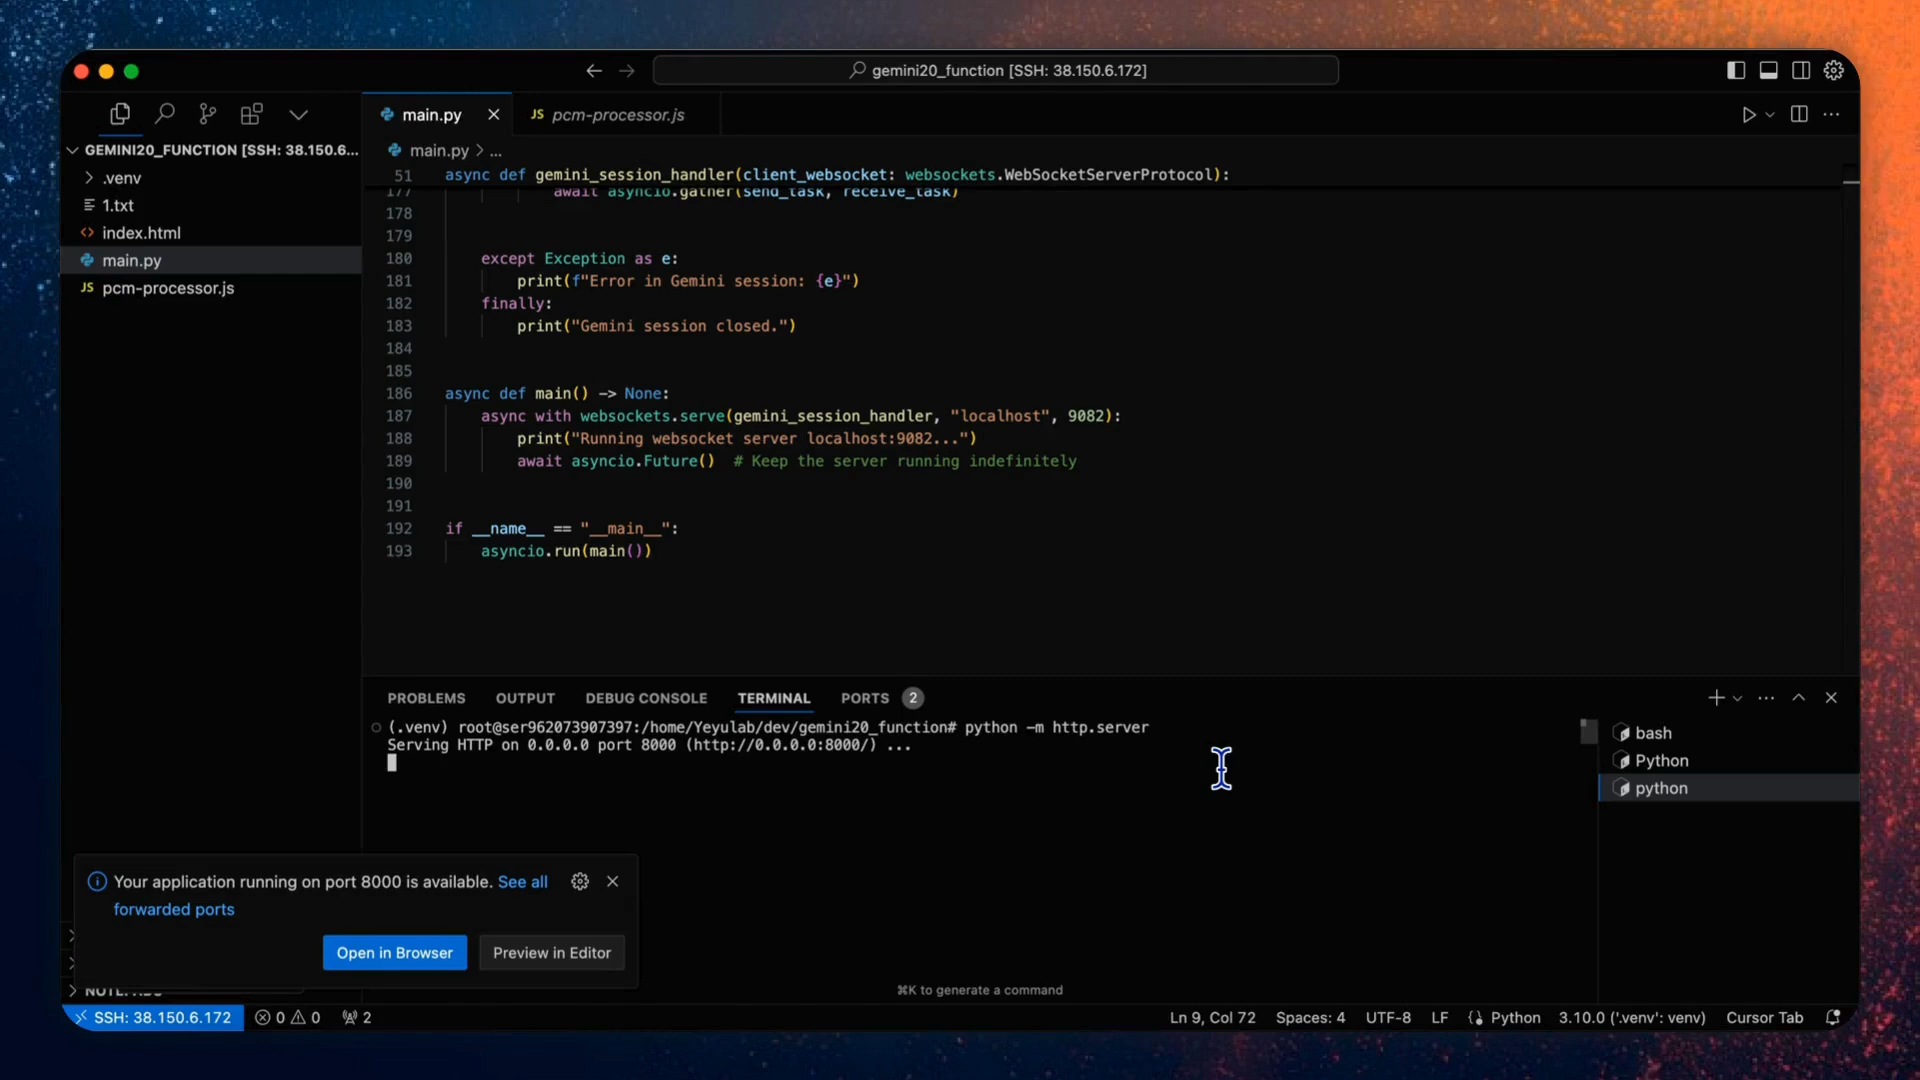 gemini20_function [SSH: 38.150.6.172]
main.py
JS pcm-processor.js
GEMINI20_FUNCTION [SSH: 38.150.6...
.venv
1.txt
index.html
main.py
JS pcm-processor.js
main.py > ...
51 async def gemini_session_handler(client_websocket: websockets.WebSocketServerProtocol):
177 await asyncio.gather(send_task, receive_task)
178
179
180 except Exception as e:
181 print(f"Error in Gemini session: {e}")
182 finally:
183 print("Gemini session closed.")
184
185
186 async def main() -> None:
187 async with websockets.serve(gemini_session_handler, "localhost", 9082):
188 print("Running websocket server localhost:9082...")
189 await asyncio.Future() # Keep the server running indefinitely
190
191
192 if __name__ == "__main__":
193 asyncio.run(main())
PROBLEMS OUTPUT DEBUG CONSOLE TERMINAL PORTS 2
(.venv) root@ser962073907397:/home/Yeyulab/dev/gemini20_function# python -m http.server
Serving HTTP on 0.0.0.0 port 8000 (http://0.0.0.0:8000/) ...
bash
Python
python
Your application running on port 8000 is available. See all
forwarded ports
Open in Browser
Preview in Editor
⌘K to generate a command
SSH: 38.150.6.172 0 0 2
Ln 9, Col 72 Spaces: 4 UTF-8 LF Python 3.10.0 ('.venv': venv) Cursor Tab